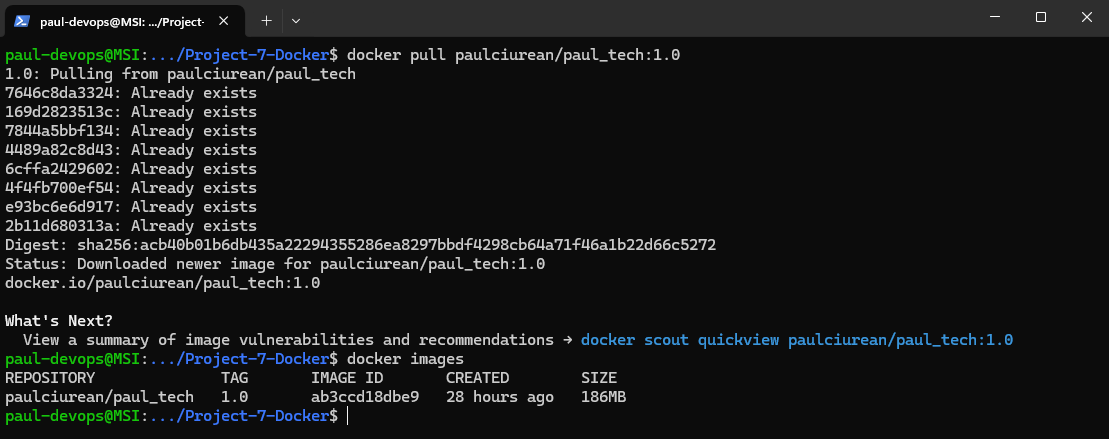 paul-devops@MSI: .../Project-
paul-devops@MSI:.../Project-7-Docker$ docker pull paulciurean/paul_tech:1.0
1.0: Pulling from paulciurean/paul_tech
7646c8da3324: Already exists
169d2823513c: Already exists
7844a5bbf134: Already exists
4489a82c8d43: Already exists
6cffa2429602: Already exists
4f4fb700ef54: Already exists
e93bc6e6d917: Already exists
2b11d680313a: Already exists
Digest: sha256:acb40b01b6db435a22294355286ea8297bbdf4298cb64a71f46a1b22d66c5272
Status: Downloaded newer image for paulciurean/paul_tech:1.0
docker.io/paulciurean/paul_tech:1.0
What's Next?
View a summary of image vulnerabilities and recommendations → docker scout quickview paulciurean/paul_tech:1.0
paul-devops@MSI:.../Project-7-Docker$ docker images
REPOSITORY TAG IMAGE ID CREATED SIZE
paulciurean/paul_tech 1.0 ab3ccd18dbe9 28 hours ago 186MB
paul-devops@MSI:.../Project-7-Docker$